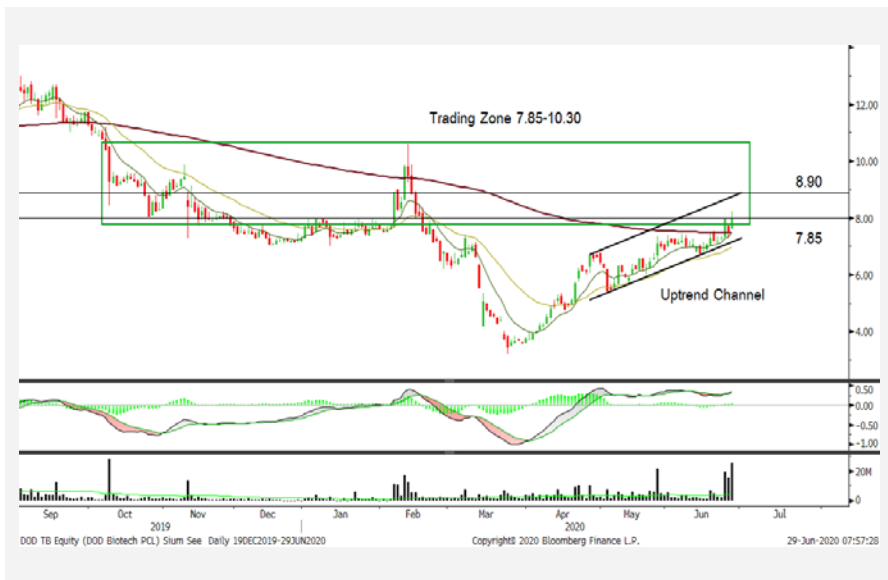 Trading Zone 7.85-10.30
12.00
10.00
8.90
8.00
7.85
6.00
Uptrend Channel
4.00
0.50
0.00
-0.50
-1.00
20M
0
Sep Oct Nov Dec Jan Feb Mar Apr May Jun Jul
2019 2020
DOD TB Equity (DOD Biotech PCL) Sium See Daily 19DEC2019-29JUN2020 Copyright© 2020 Bloomberg Finance L.P. 29-Jun-2020 07:57:28